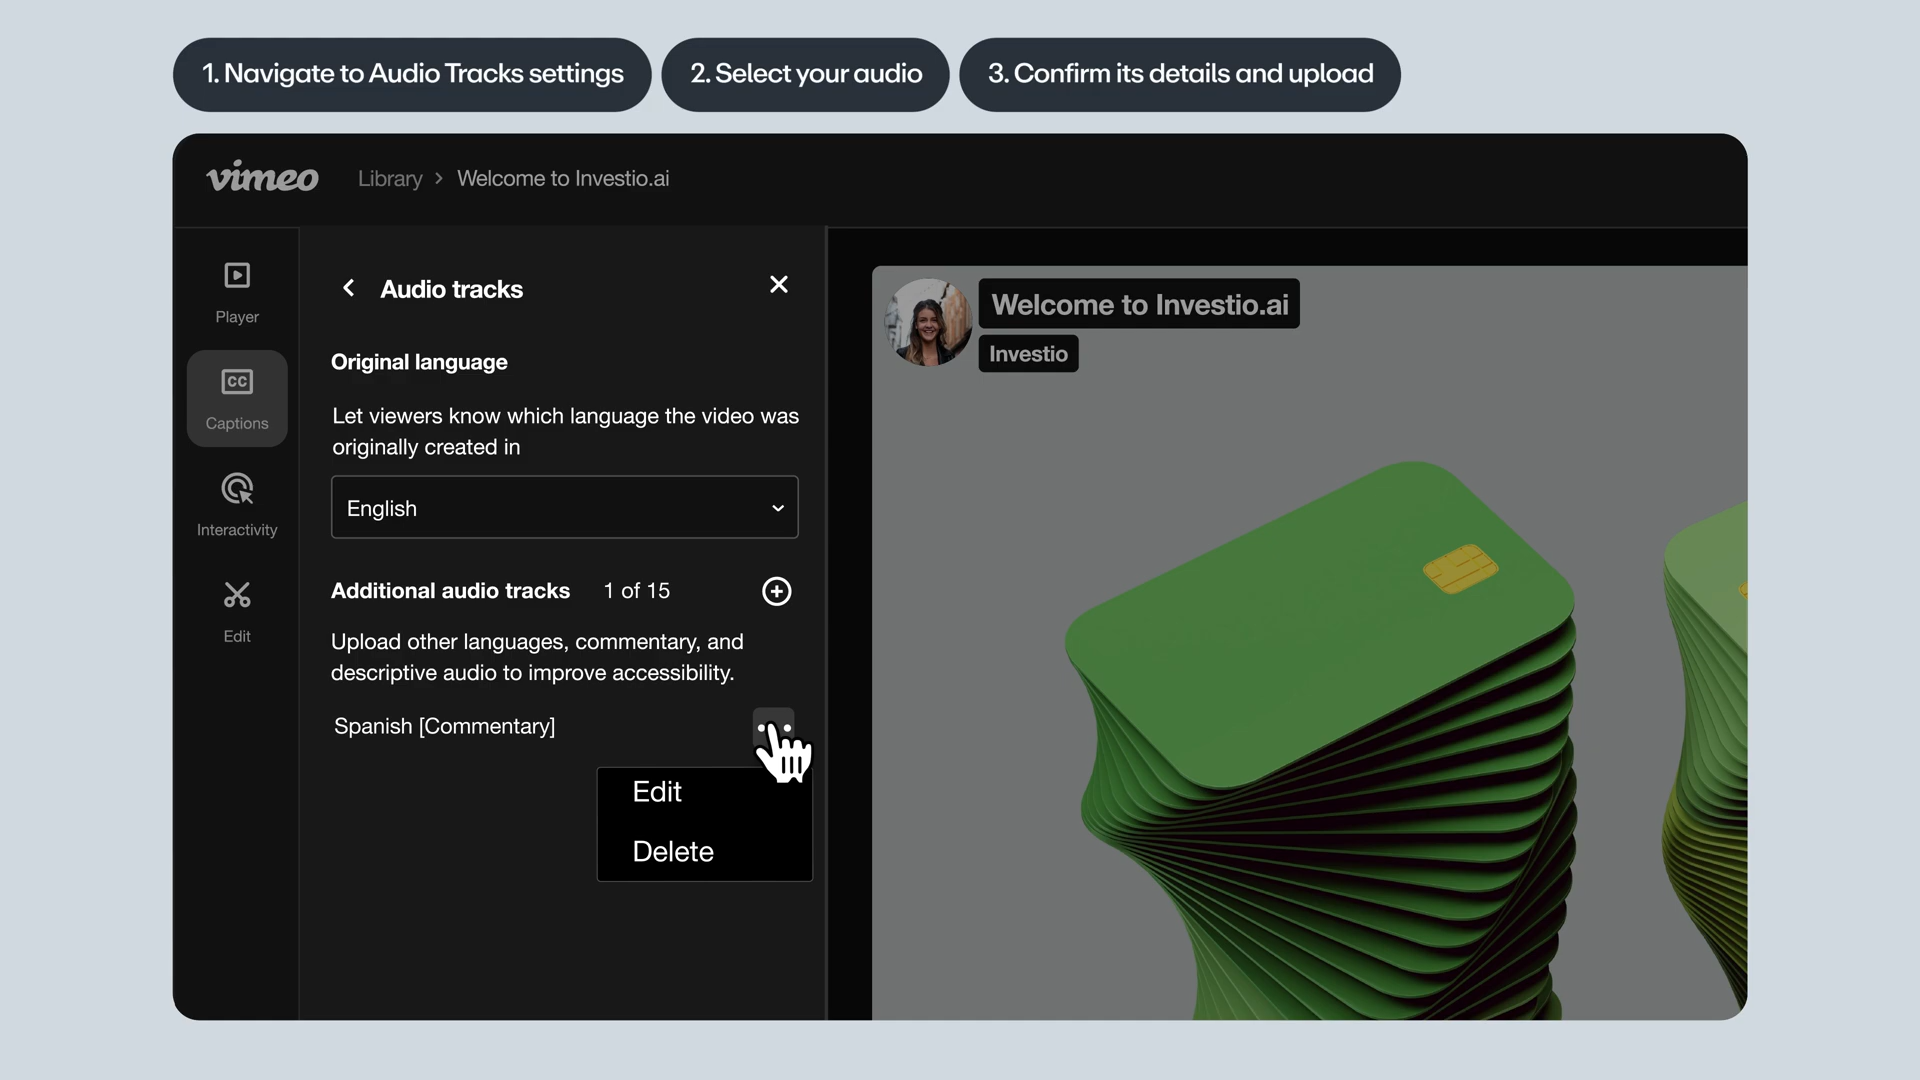 1. Navigate to Audio Tracks settings
2. Select your audio
3. Confirm its details and upload
vimeo
Library > Welcome to Investio.ai
Player
CC
Captions
Interactivity
Edit
Audio tracks
Original language
Let viewers know which language the video was
originally created in
English
Additional audio tracks 1 of 15
Upload other languages, commentary, and
descriptive audio to improve accessibility.
Spanish [Commentary]
Edit
Delete
Welcome to Investio.ai
Investio